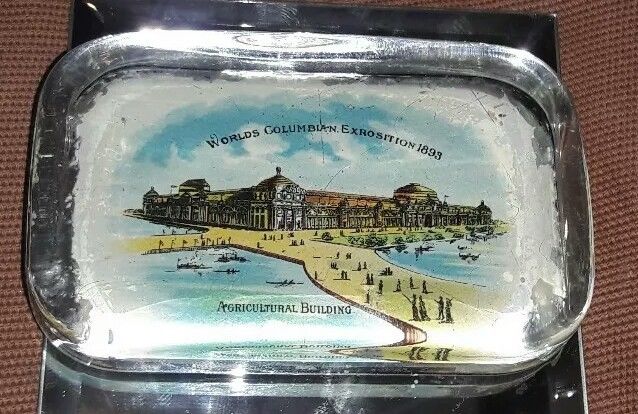 WORLDS COLUMBIAN EXPOSITION 1893
AGRICULTURAL BUILDING